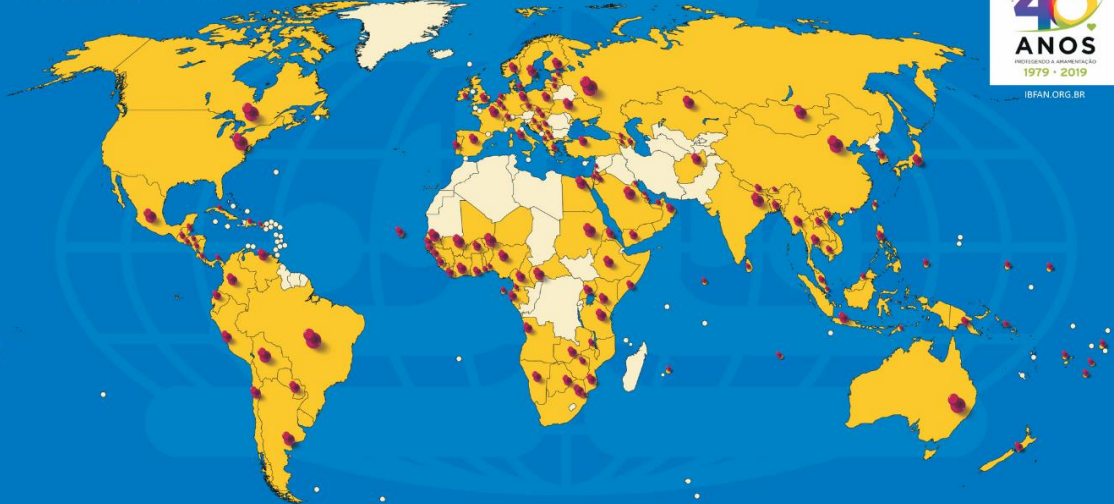 40
ANOS
PROTEGENDO A AMAMENTAÇÃO
1979 • 2019
IBFAN.ORG.BR